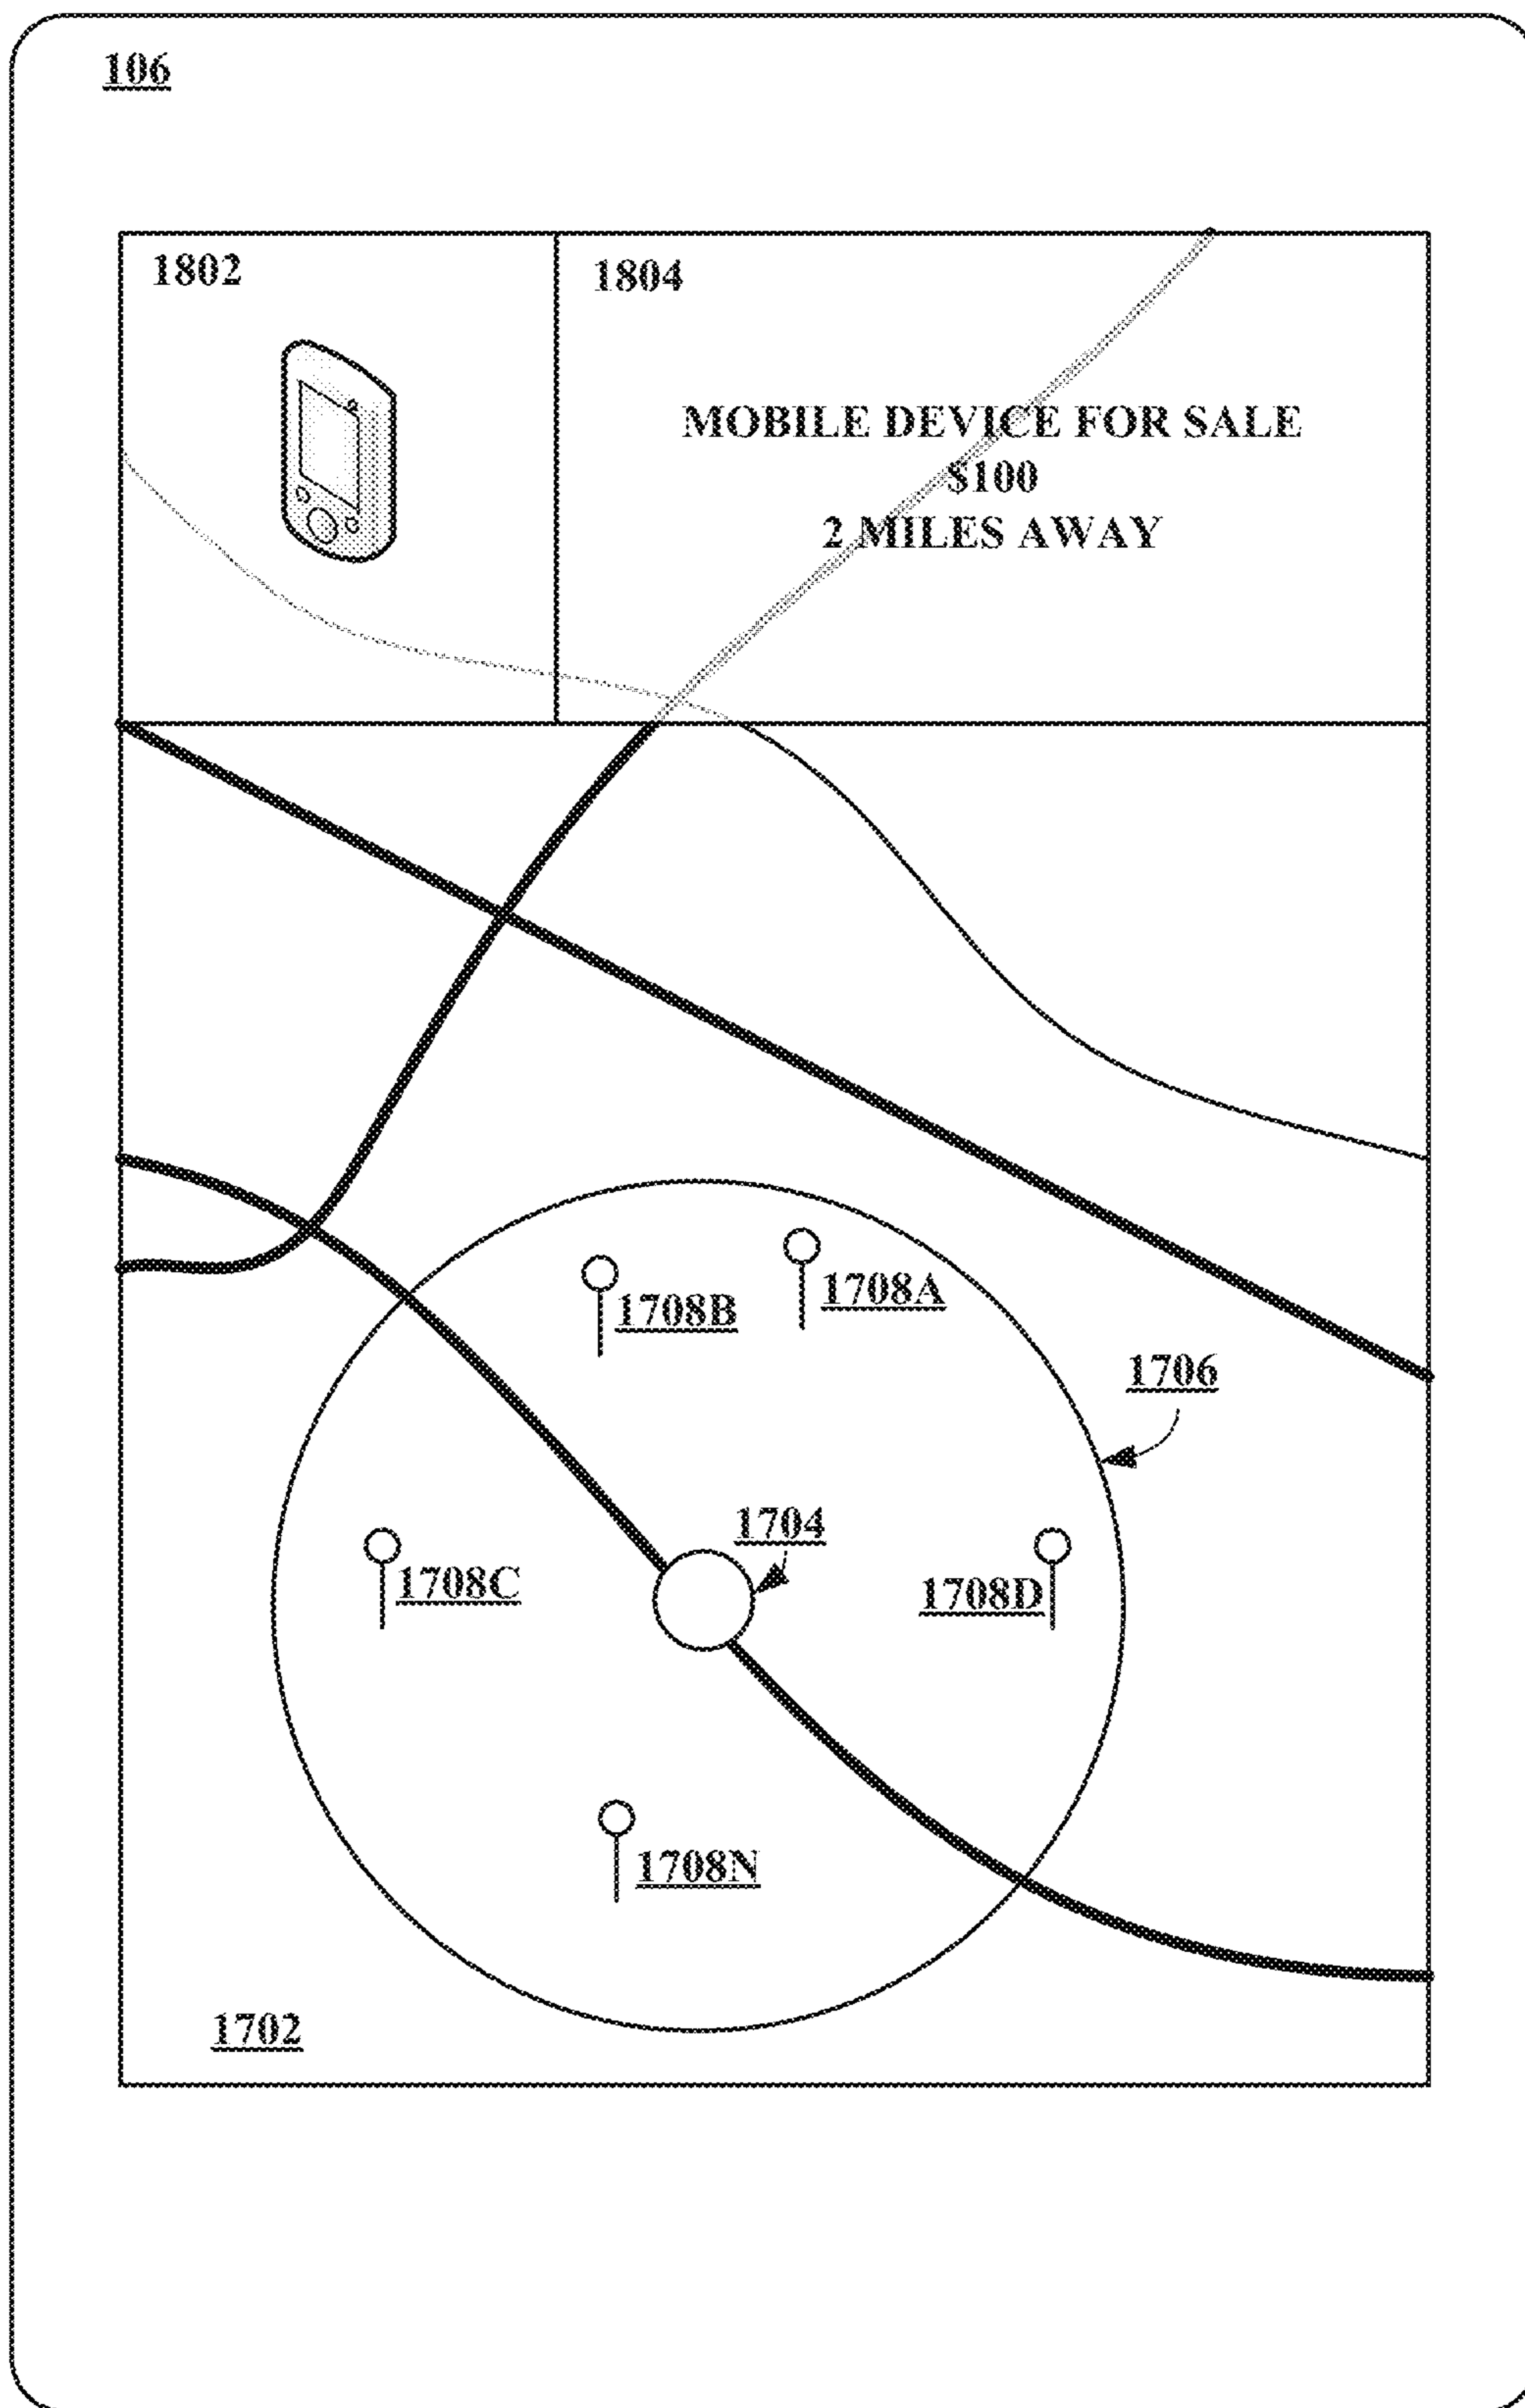 106
1802
1804
MOBILE DEVICE FOR SALE
$100
2 MILES AWAY
1708A
1708B
1706
1704
1708C
1708D
1708N
1702